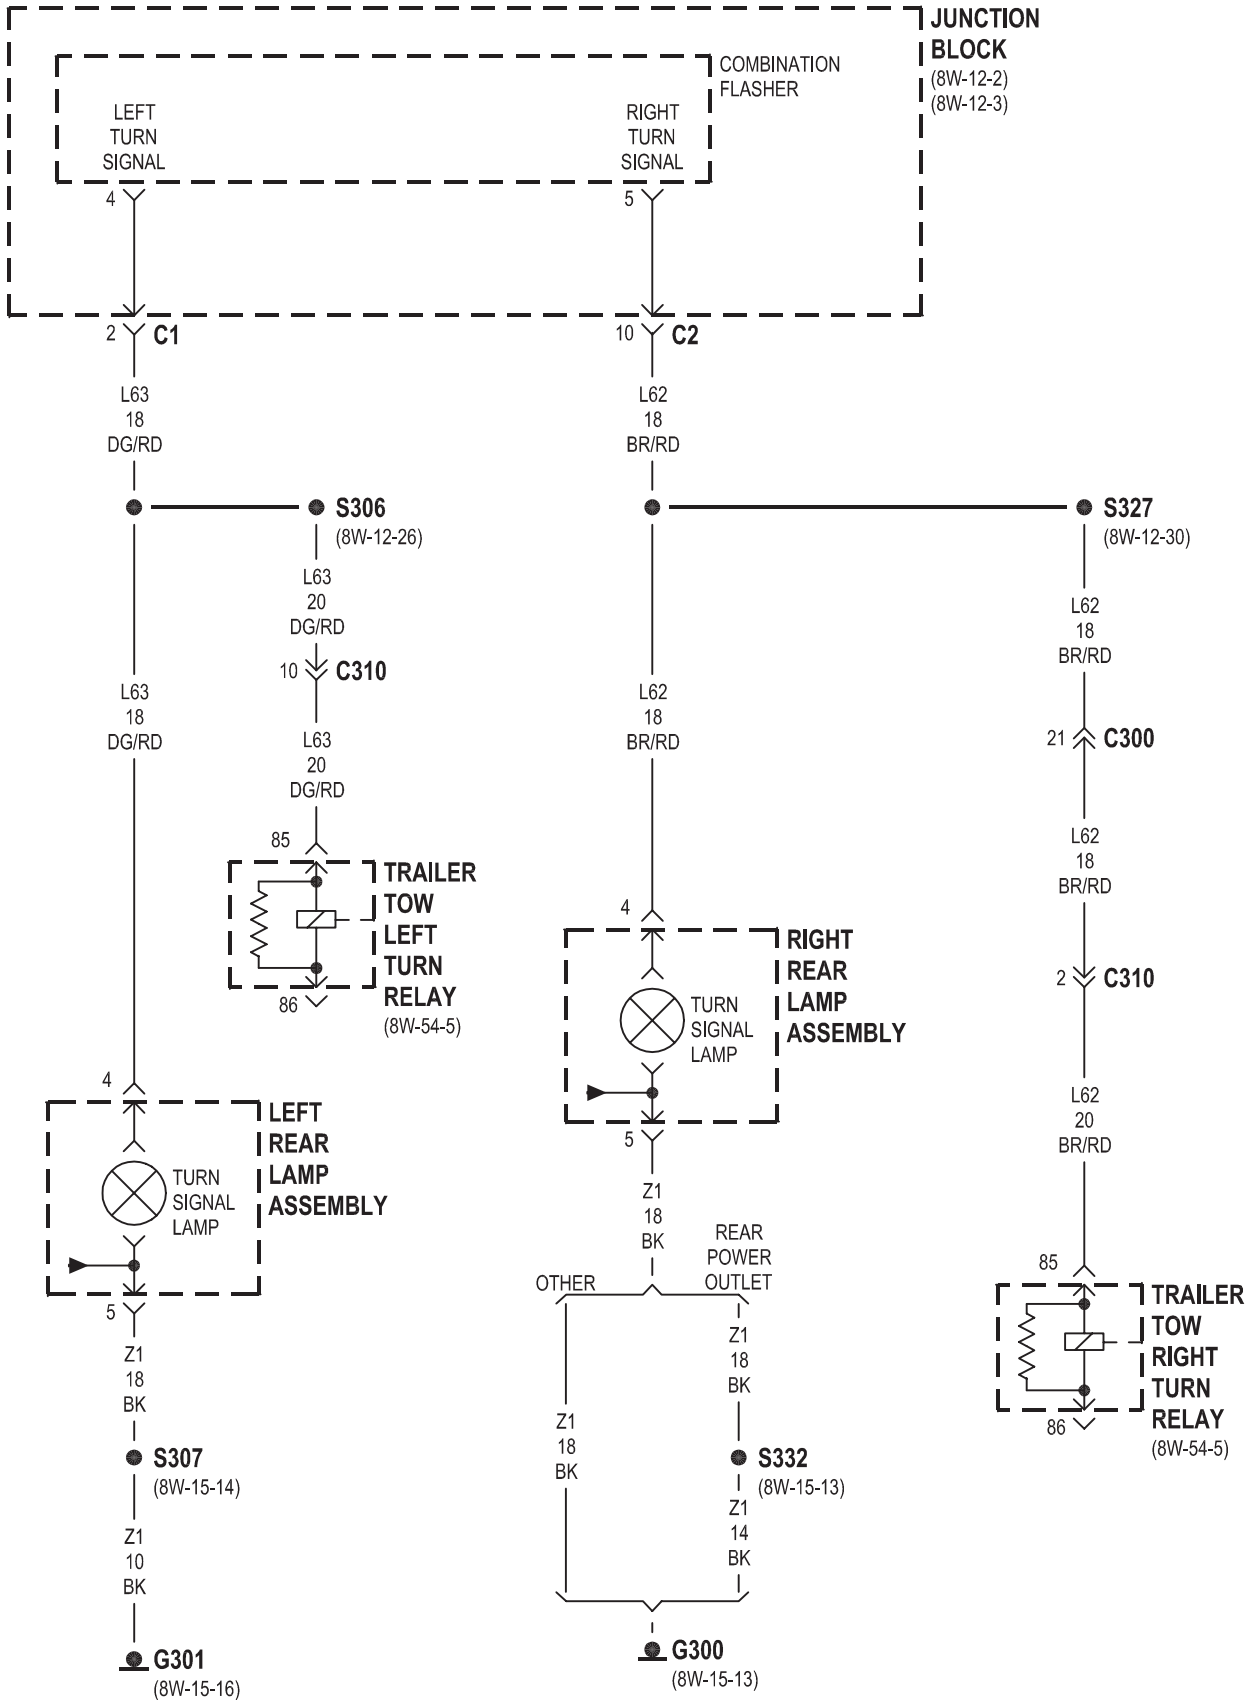 JUNCTION
BLOCK
(8W-12-2)
(8W-12-3)
COMBINATION
FLASHER
LEFT
TURN
SIGNAL
RIGHT
TURN
SIGNAL
4
5
2
C1
10
C2
L63
18
DG/RD
L62
18
BR/RD
S306
(8W-12-26)
S327
(8W-12-30)
L63
20
DG/RD
L62
18
BR/RD
10
C310
L63
18
DG/RD
L62
18
BR/RD
21
C300
L63
20
DG/RD
85
TRAILER
TOW
LEFT
TURN
RELAY
(8W-54-5)
86
L62
18
BR/RD
4
RIGHT
REAR
LAMP
ASSEMBLY
TURN
SIGNAL
LAMP
5
2
C310
4
LEFT
REAR
LAMP
ASSEMBLY
TURN
SIGNAL
LAMP
5
L62
20
BR/RD
Z1
18
BK
OTHER
REAR
POWER
OUTLET
85
TRAILER
TOW
RIGHT
TURN
RELAY
(8W-54-5)
86
Z1
18
BK
Z1
18
BK
Z1
18
BK
S307
(8W-15-14)
S332
(8W-15-13)
Z1
10
BK
Z1
14
BK
G301
(8W-15-16)
G300
(8W-15-13)